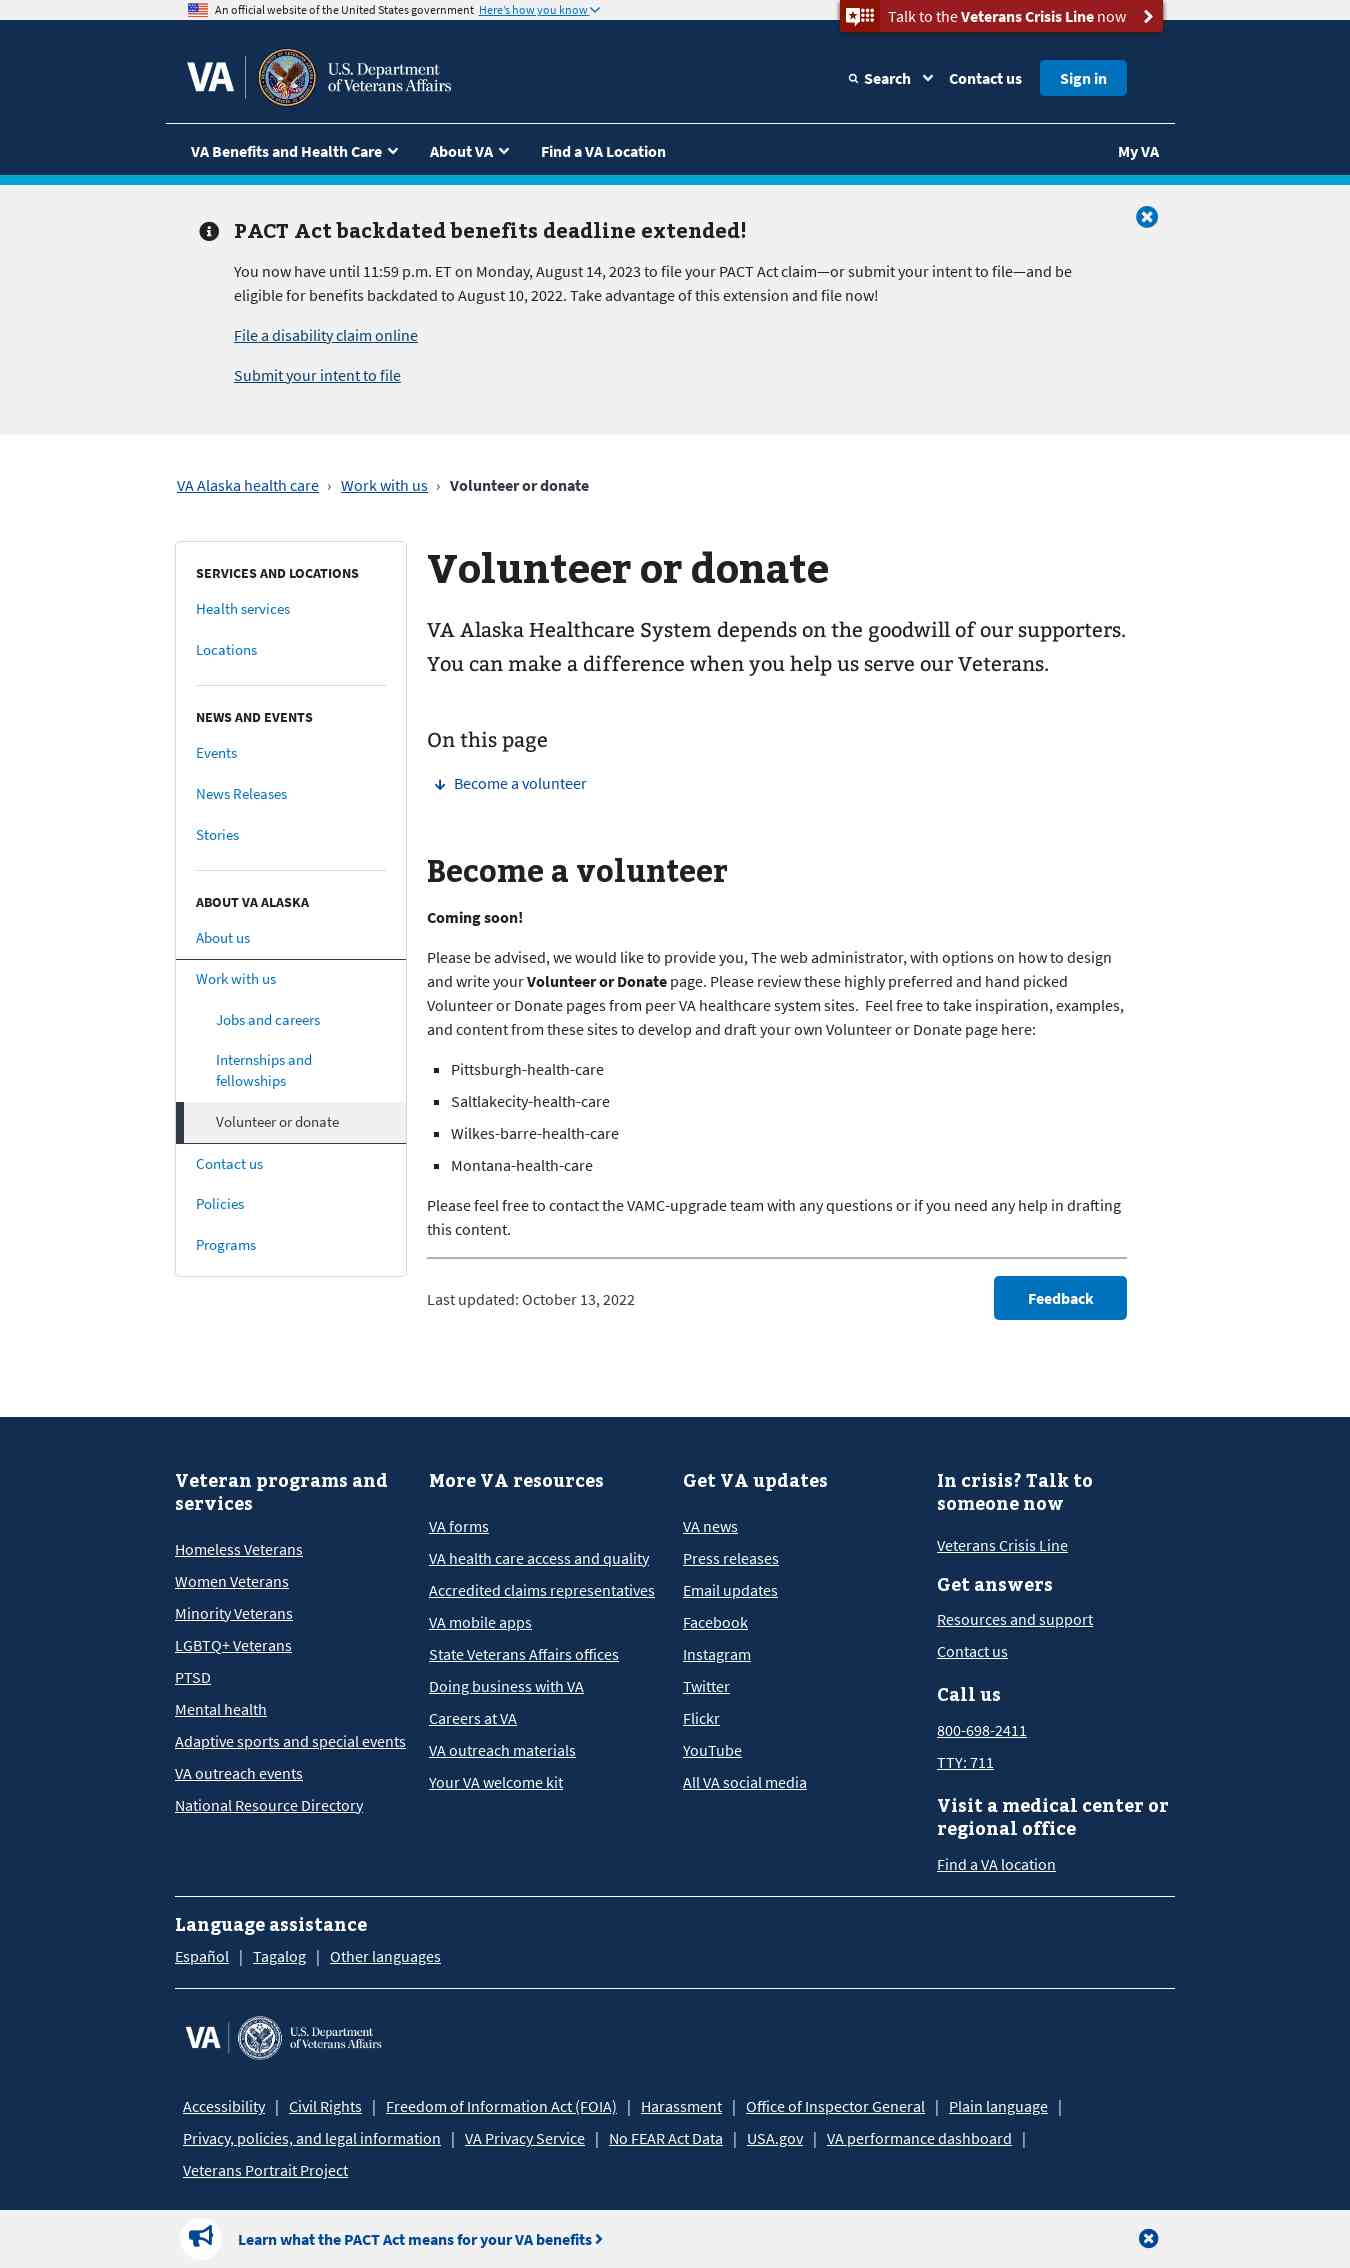 An official website of the United States government Here's how you know
Talk to the Veterans Crisis Line now
VA U.S. Department
of Veterans Affairs
Search Contact us Sign in
VA Benefits and Health Care About VA Find a VA Location My VA
PACT Act backdated benefits deadline extended!
You now have until 11:59 p.m. ET on Monday, August 14, 2023 to file your PACT Act claim—or submit your intent to file—and be
eligible for benefits backdated to August 10, 2022. Take advantage of this extension and file now!
File a disability claim online
Submit your intent to file
VA Alaska health care › Work with us › Volunteer or donate
SERVICES AND LOCATIONS
Health services
Locations
NEWS AND EVENTS
Events
News Releases
Stories
ABOUT VA ALASKA
About us
Work with us
Jobs and careers
Internships and
fellowships
Volunteer or donate
Contact us
Policies
Programs
Volunteer or donate
VA Alaska Healthcare System depends on the goodwill of our supporters.
You can make a difference when you help us serve our Veterans.
On this page
Become a volunteer
Become a volunteer
Coming soon!
Please be advised, we would like to provide you, The web administrator, with options on how to design
and write your Volunteer or Donate page. Please review these highly preferred and hand picked
Volunteer or Donate pages from peer VA healthcare system sites.  Feel free to take inspiration, examples,
and content from these sites to develop and draft your own Volunteer or Donate page here:
Pittsburgh-health-care
Saltlakecity-health-care
Wilkes-barre-health-care
Montana-health-care
Please feel free to contact the VAMC-upgrade team with any questions or if you need any help in drafting
this content.
Last updated: October 13, 2022
Feedback
Veteran programs and
services
Homeless Veterans
Women Veterans
Minority Veterans
LGBTQ+ Veterans
PTSD
Mental health
Adaptive sports and special events
VA outreach events
National Resource Directory
More VA resources
VA forms
VA health care access and quality
Accredited claims representatives
VA mobile apps
State Veterans Affairs offices
Doing business with VA
Careers at VA
VA outreach materials
Your VA welcome kit
Get VA updates
VA news
Press releases
Email updates
Facebook
Instagram
Twitter
Flickr
YouTube
All VA social media
In crisis? Talk to
someone now
Veterans Crisis Line
Get answers
Resources and support
Contact us
Call us
800-698-2411
TTY: 711
Visit a medical center or
regional office
Find a VA location
Language assistance
Español | Tagalog | Other languages
VA U.S. Department
of Veterans Affairs
Accessibility | Civil Rights | Freedom of Information Act (FOIA) | Harassment | Office of Inspector General | Plain language |
Privacy, policies, and legal information | VA Privacy Service | No FEAR Act Data | USA.gov | VA performance dashboard |
Veterans Portrait Project
Learn what the PACT Act means for your VA benefits